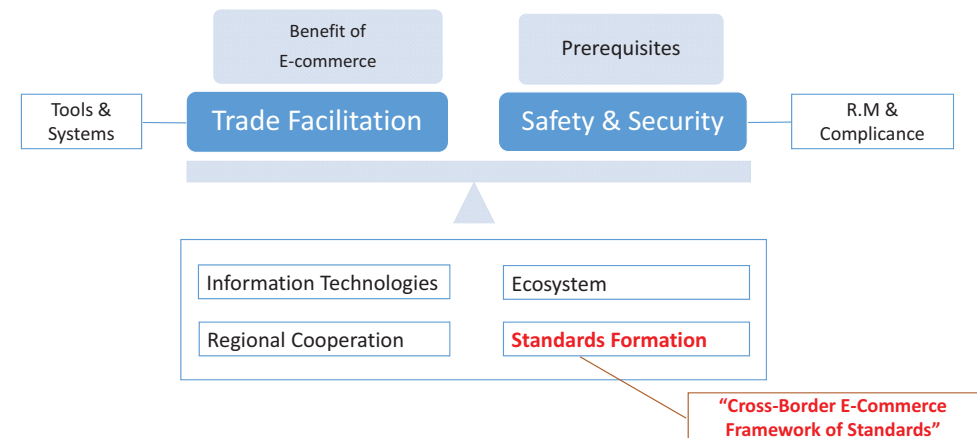 Benefit of
E-commerce
Prerequisites
Tools &
Systems
Trade Facilitation
Safety & Security
R.M &
Complicance
Information Technologies
Ecosystem
Regional Cooperation
Standards Formation
“Cross-Border E-Commerce
Framework of Standards”